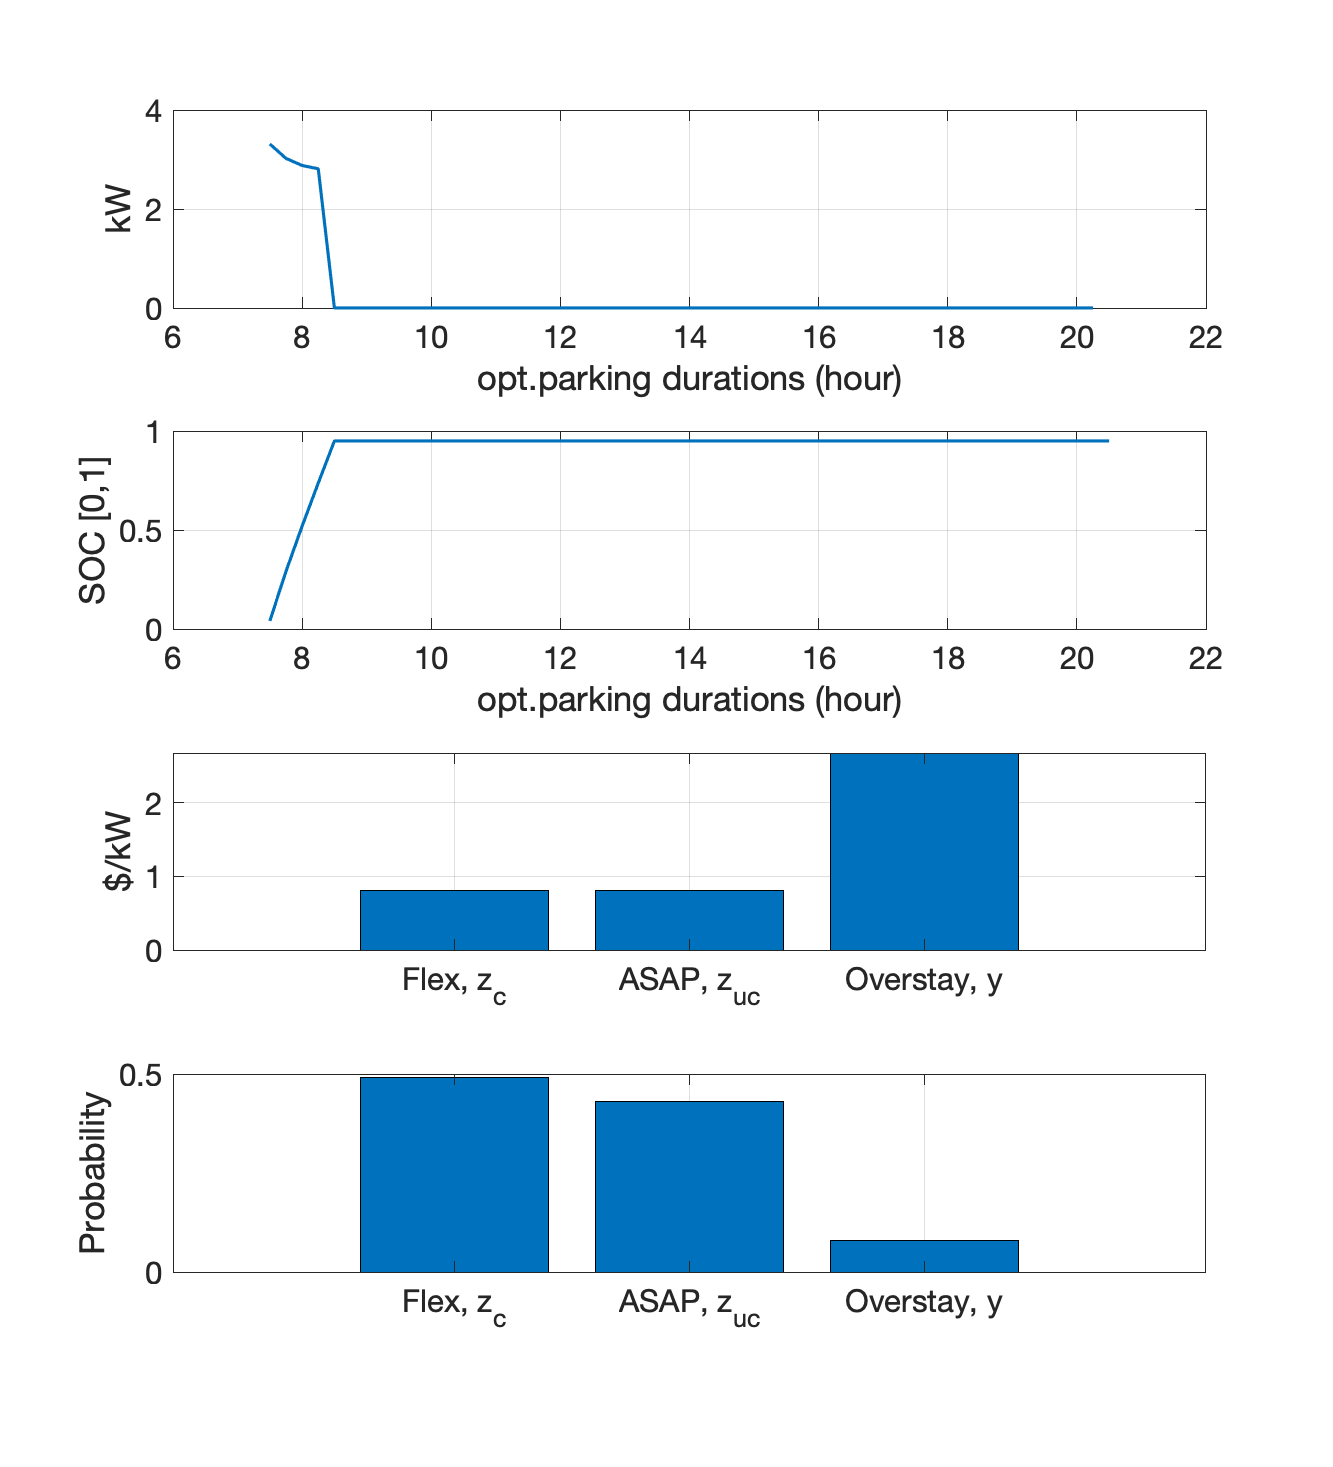 4
kW
2
0
6 8 10 12 14 16 18 20 22
opt.parking durations (hour)
1
SOC [0,1]
0.5
0
6 8 10 12 14 16 18 20 22
opt.parking durations (hour)
$/kW
2
1
0
Flex, z_c ASAP, z_uc Overstay, y
0.5
Probability
0
Flex, z_c ASAP, z_uc Overstay, y